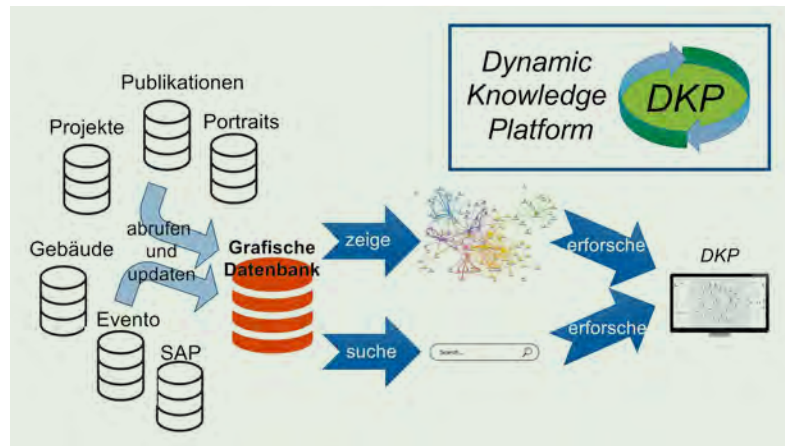 Publikationen
Projekte
Portraits
Gebäude
abrufen
und
updaten
Evento
SAP
Grafische
Datenbank
zeige
suche
Search...
erforsche
erforsche
DKP
Dynamic
Knowledge
Platform
DKP